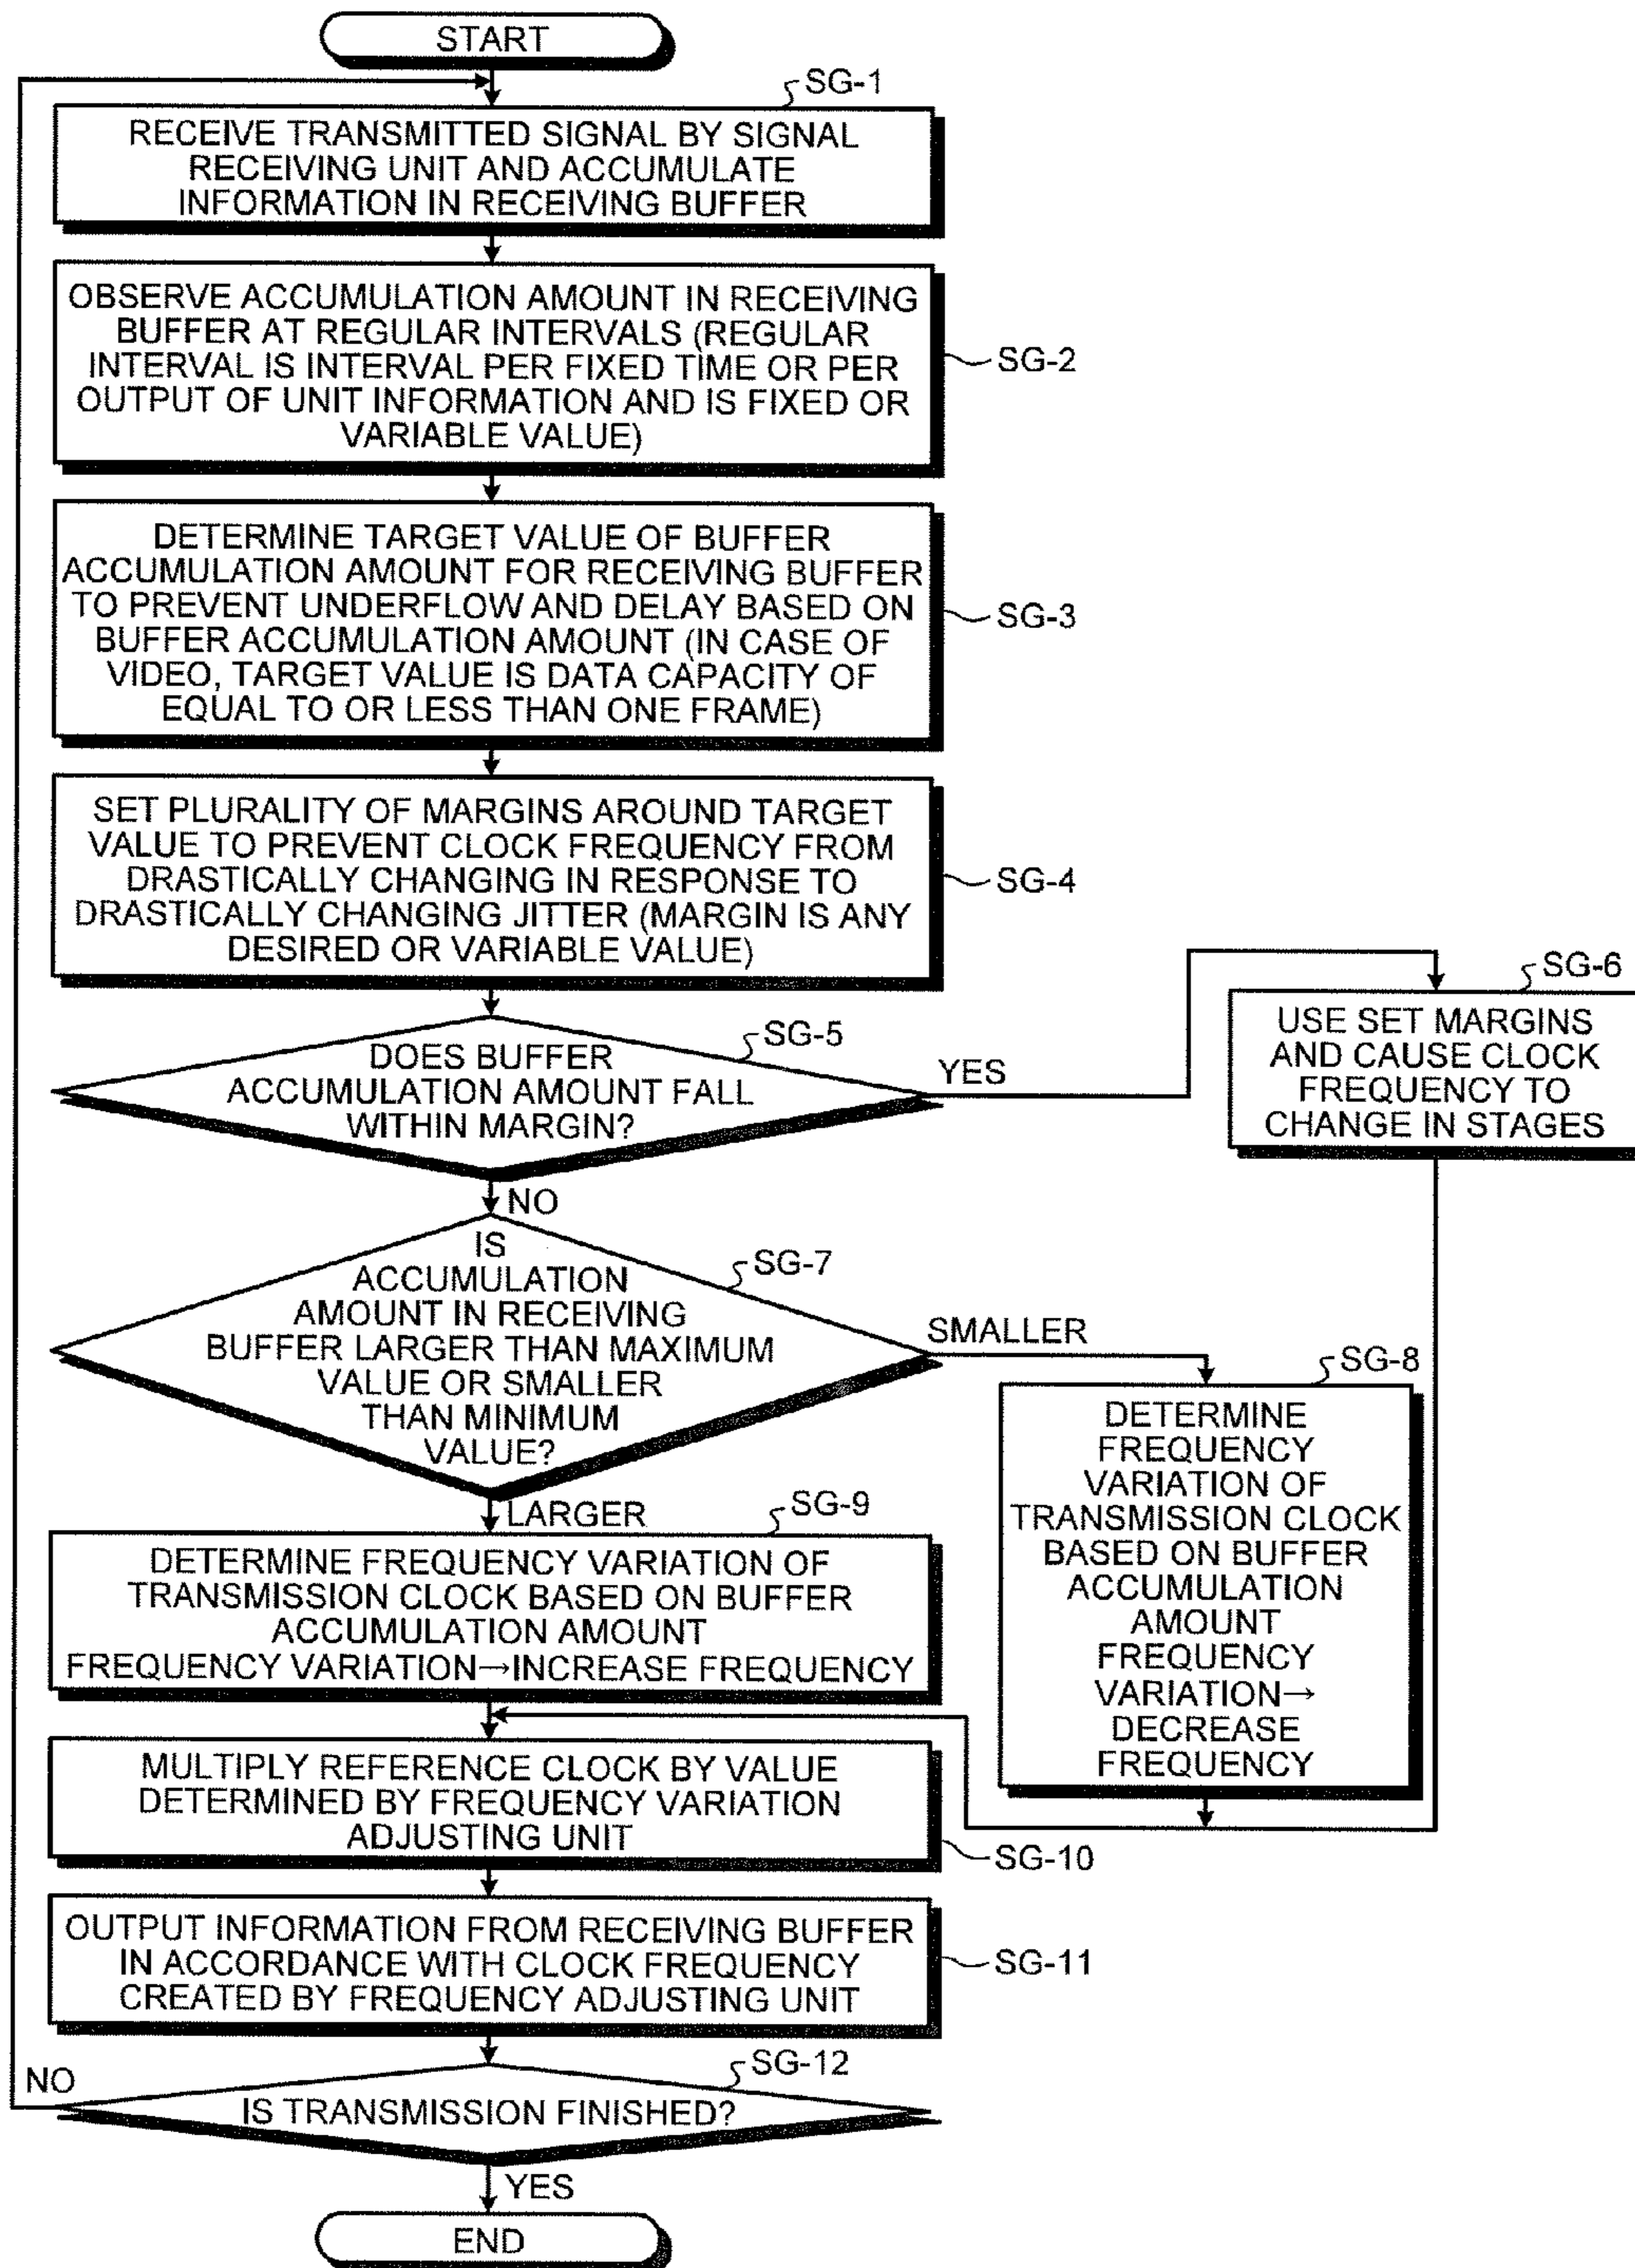 START
SG-1
RECEIVE TRANSMITTED SIGNAL BY SIGNAL
RECEIVING UNIT AND ACCUMULATE
INFORMATION IN RECEIVING BUFFER
OBSERVE ACCUMULATION AMOUNT IN RECEIVING
BUFFER AT REGULAR INTERVALS (REGULAR
INTERVAL IS INTERVAL PER FIXED TIME OR PER
OUTPUT OF UNIT INFORMATION AND IS FIXED OR
VARIABLE VALUE)
SG-2
DETERMINE TARGET VALUE OF BUFFER
ACCUMULATION AMOUNT FOR RECEIVING BUFFER
TO PREVENT UNDERFLOW AND DELAY BASED ON
BUFFER ACCUMULATION AMOUNT (IN CASE OF
VIDEO, TARGET VALUE IS DATA CAPACITY OF
EQUAL TO OR LESS THAN ONE FRAME)
SG-3
SET PLURALITY OF MARGINS AROUND TARGET
VALUE TO PREVENT CLOCK FREQUENCY FROM
DRASTICALLY CHANGING IN RESPONSE TO
DRASTICALLY CHANGING JITTER (MARGIN IS ANY
DESIRED OR VARIABLE VALUE)
SG-4
SG-5
DOES BUFFER
ACCUMULATION AMOUNT FALL
WITHIN MARGIN?
YES
SG-6
USE SET MARGINS
AND CAUSE CLOCK
FREQUENCY TO
CHANGE IN STAGES
NO
SG-7
IS
ACCUMULATION
AMOUNT IN RECEIVING
BUFFER LARGER THAN MAXIMUM
VALUE OR SMALLER
THAN MINIMUM
VALUE?
SMALLER
SG-8
DETERMINE
FREQUENCY
VARIATION OF
TRANSMISSION CLOCK
BASED ON BUFFER
ACCUMULATION
AMOUNT
FREQUENCY
VARIATION→
DECREASE
FREQUENCY
LARGER
SG-9
DETERMINE FREQUENCY VARIATION OF
TRANSMISSION CLOCK BASED ON BUFFER
ACCUMULATION AMOUNT
FREQUENCY VARIATION→INCREASE FREQUENCY
MULTIPLY REFERENCE CLOCK BY VALUE
DETERMINED BY FREQUENCY VARIATION
ADJUSTING UNIT
SG-10
OUTPUT INFORMATION FROM RECEIVING BUFFER
IN ACCORDANCE WITH CLOCK FREQUENCY
CREATED BY FREQUENCY ADJUSTING UNIT
SG-11
SG-12
NO
IS TRANSMISSION FINISHED?
YES
END